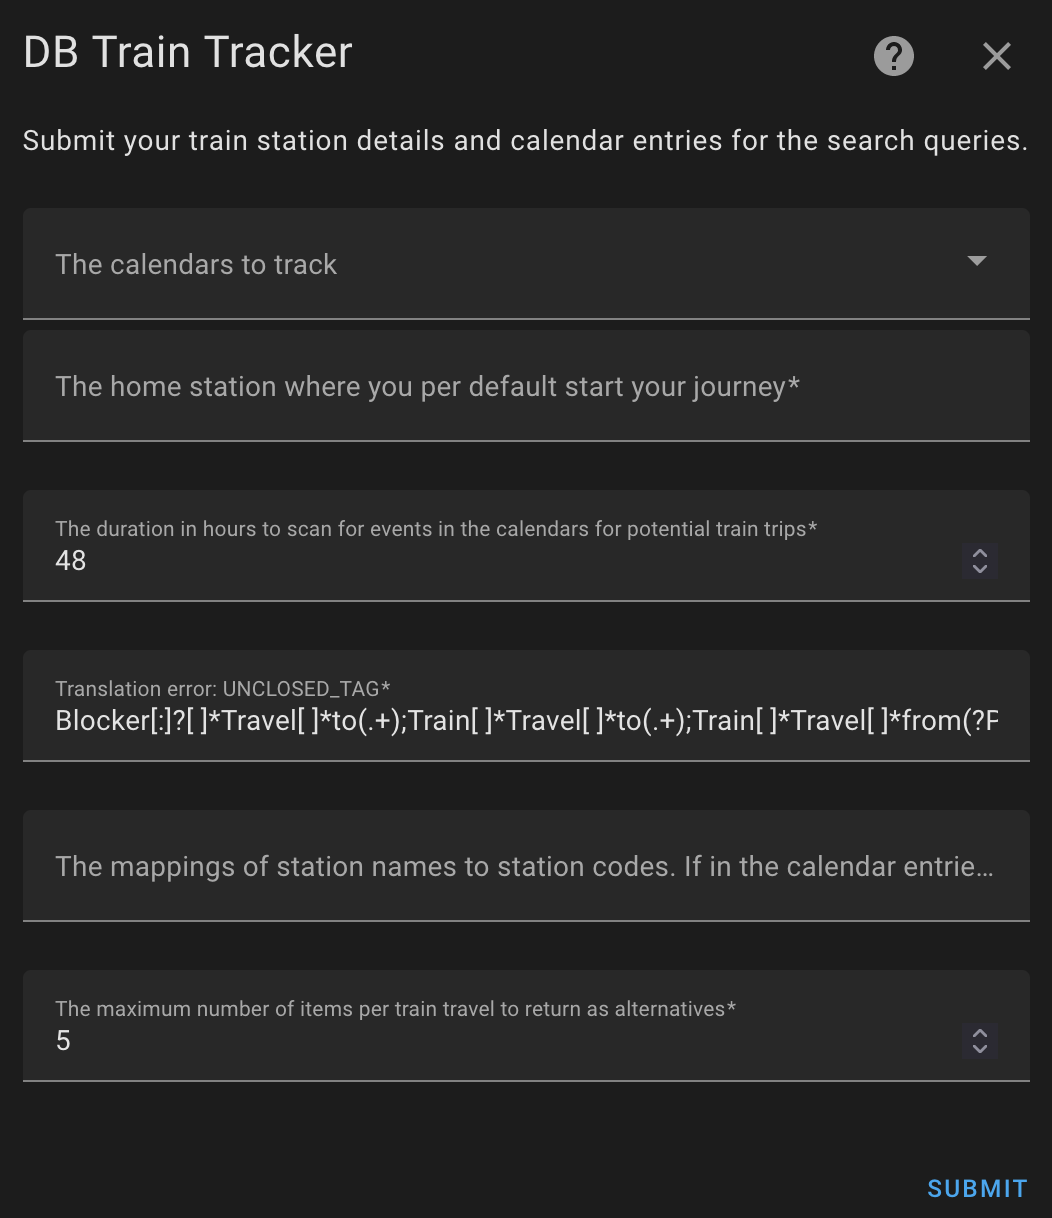 DB Train Tracker
Submit your train station details and calendar entries for the search queries.
The calendars to track
The home station where you per default start your journey*
The duration in hours to scan for events in the calendars for potential train trips*
48
Translation error: UNCLOSED_TAG*
Blocker[:]?[ ]*Travel[ ]*to(.+);Train[ ]*Travel[ ]*to(.+);Train[ ]*Travel[ ]*from(?P
The mappings of station names to station codes. If in the calendar entrie...
The maximum number of items per train travel to return as alternatives*
5
SUBMIT